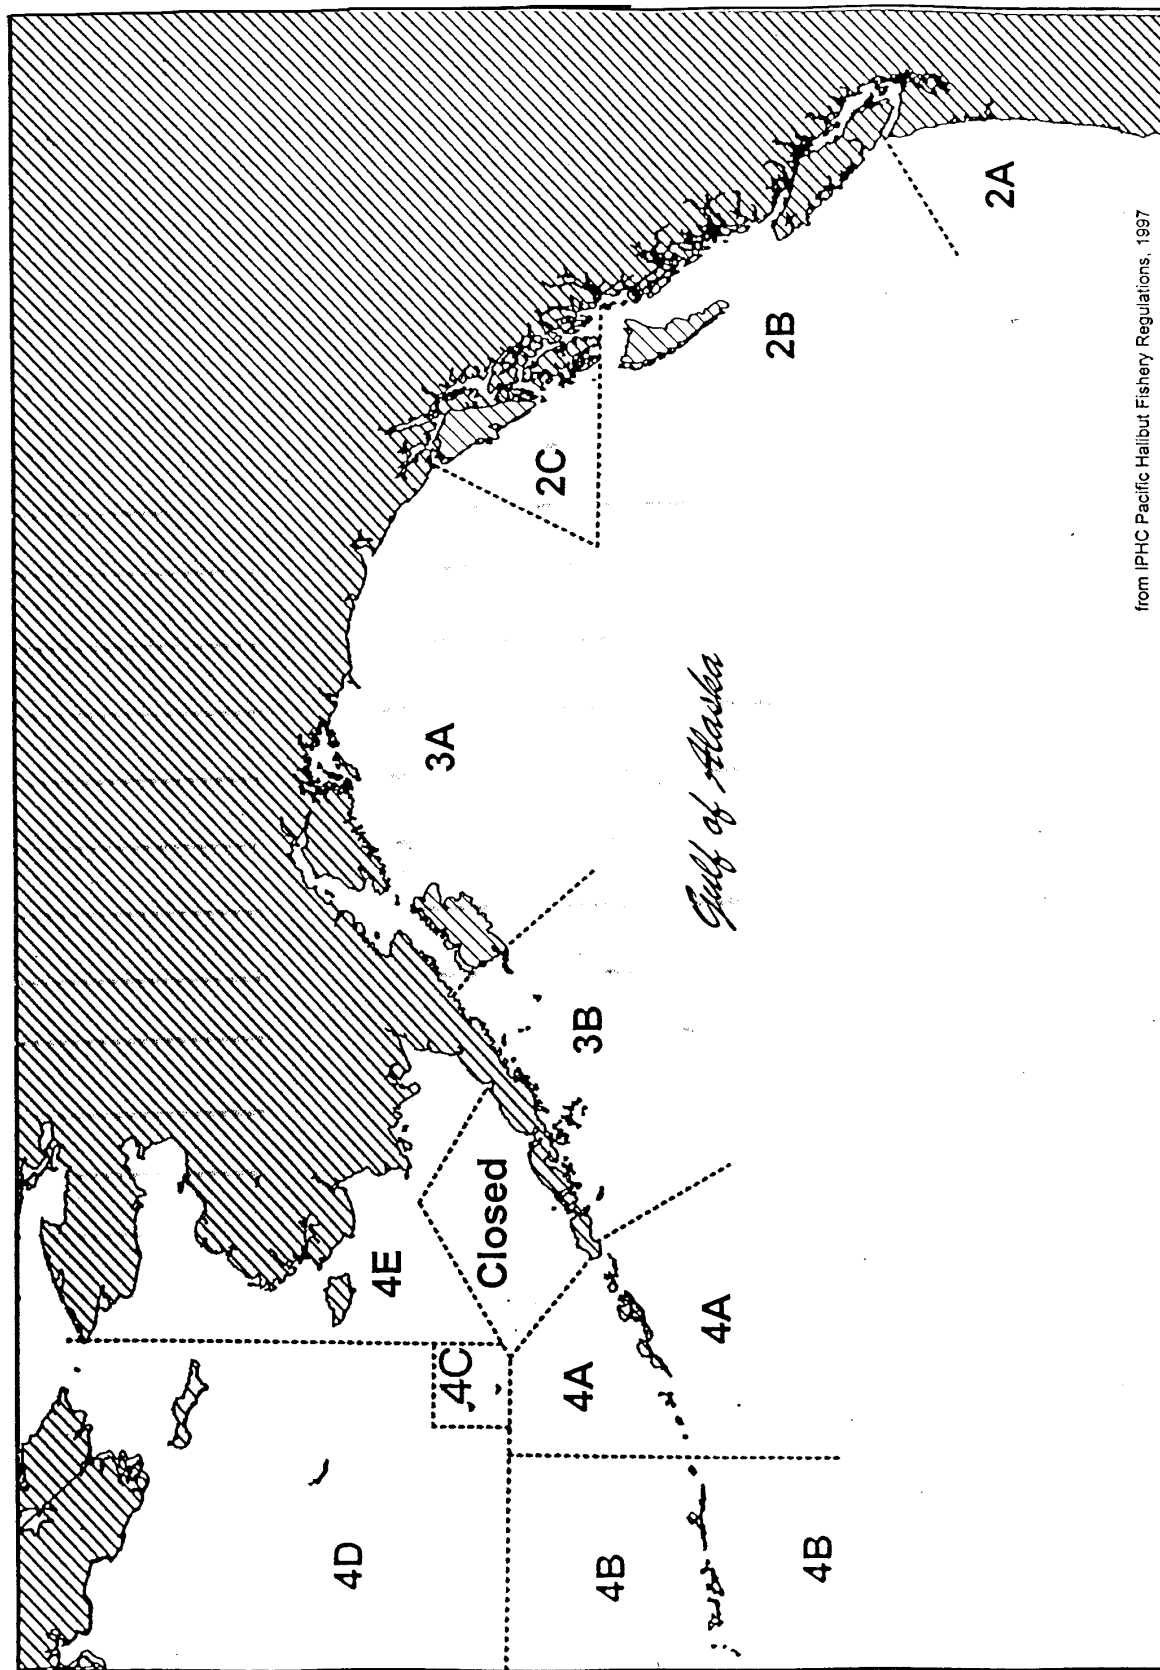 4D
4C
4E
Closed
4B
4A
4B
4A
3B
3A
Gulf of Alaska
2C
2B
2A
from IPHC Pacific Halibut Fishery Regulations, 1997